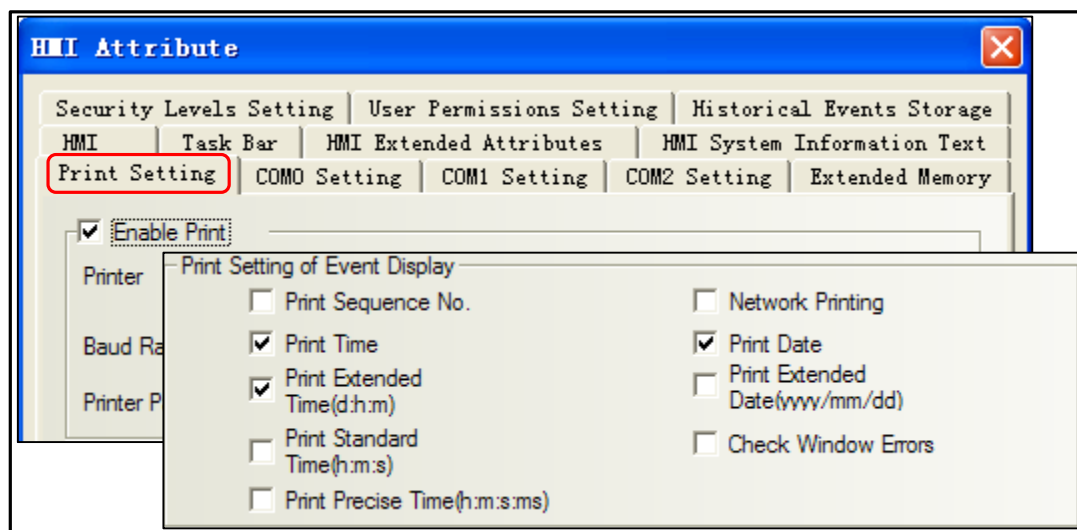 HMI Attribute
Security Levels Setting User Permissions Setting Historical Events Storage
HMI Task Bar HMI Extended Attributes HMI System Information Text
Print Setting COM0 Setting COM1 Setting COM2 Setting Extended Memory
Enable Print
Printer
Baud Ra
Printer P
Print Setting of Event Display
Print Sequence No. Network Printing
Print Time Print Date
Print Extended
Time(d:h:m)
Print Extended
Date(yyyy/mm/dd)
Print Standard
Time(h:m:s)
Check Window Errors
Print Precise Time(h:m:s:ms)